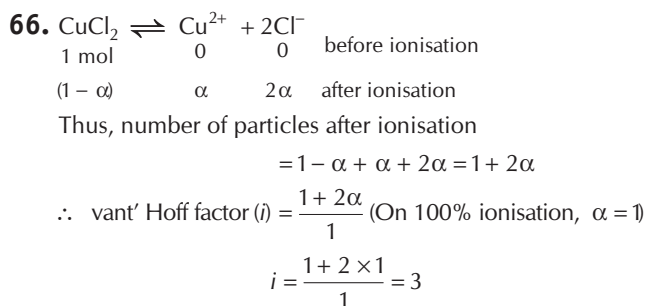 66. CuCl₂ ⇌ Cu²⁺ + 2Cl⁻
1 mol 0 0 before ionisation
(1 − α) α 2α after ionisation
Thus, number of particles after ionisation
= 1 − α + α + 2α = 1 + 2α
∴ vant′ Hoff factor (i) = (1 + 2α)/1 (On 100% ionisation, α = 1)
i = (1 + 2 × 1)/1 = 3